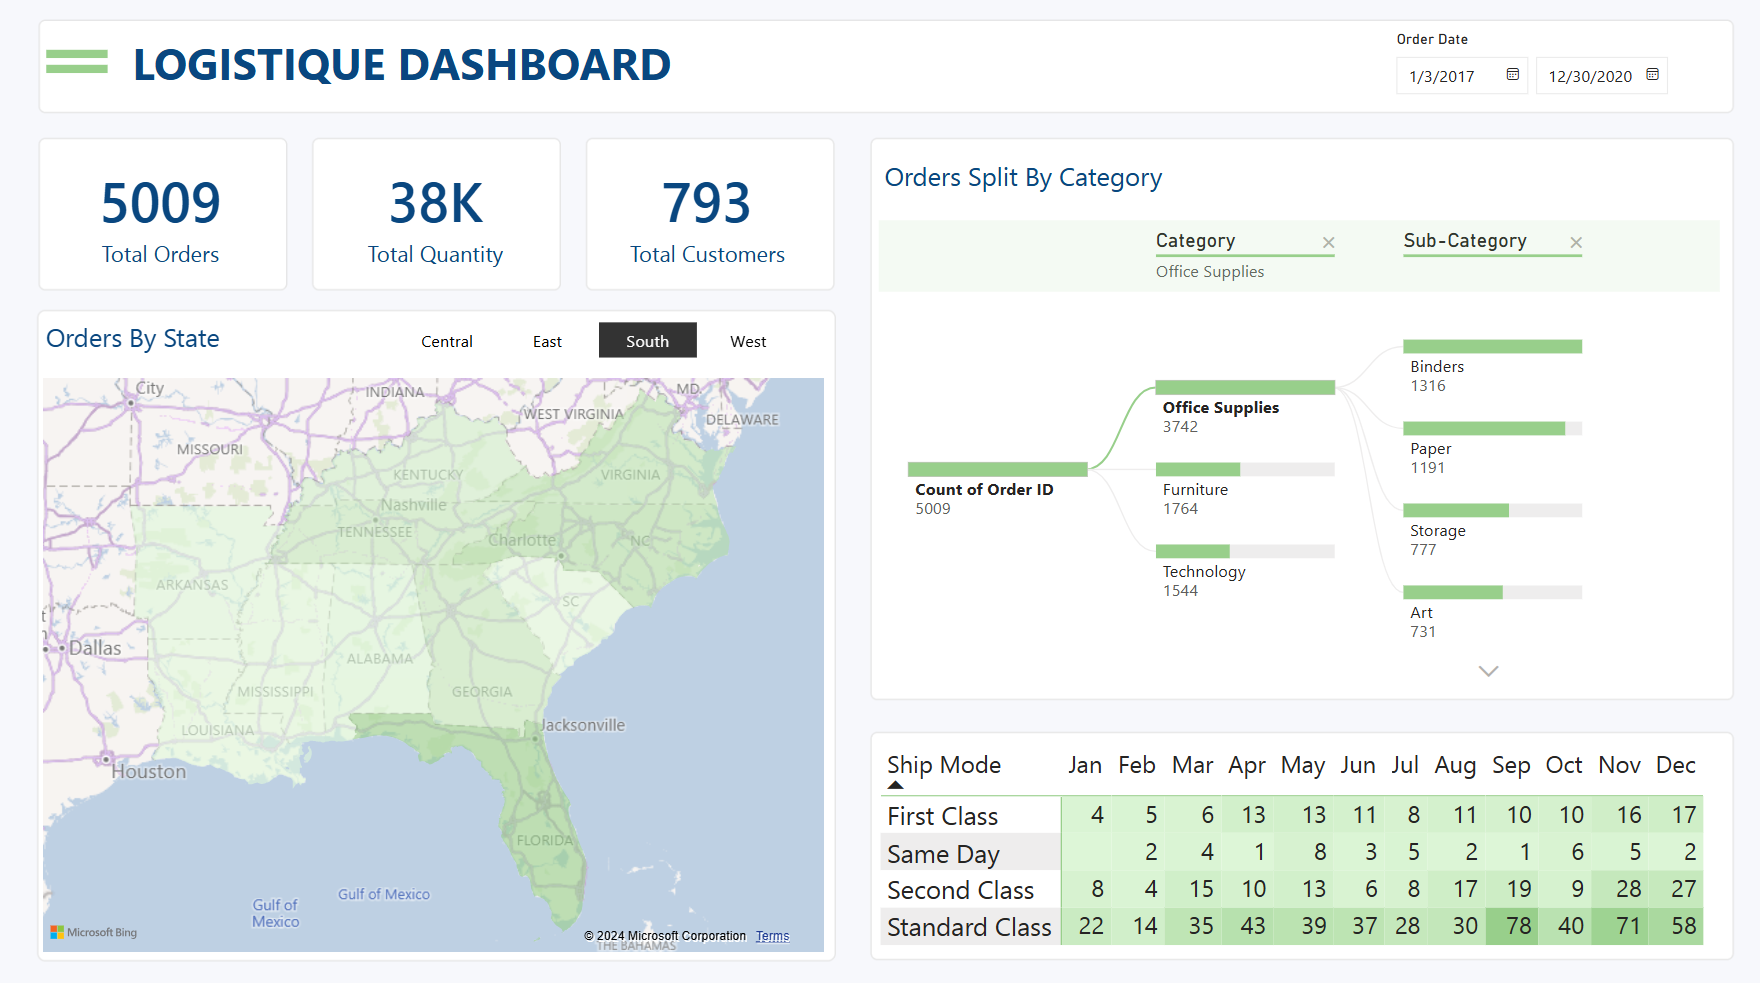 LOGISTIQUE DASHBOARD
Order Date
1/3/2017
12/30/2020
5009
Total Orders
38K
Total Quantity
793
Total Customers
Orders By State
Central East South West
City
INDIANA
MD
WEST VIRGINIA
DELAWARE
MISSOURI
KENTUCKY
VIRGINIA
Nashville
TENNESSEE
Charlotte
NC
ARKANSAS
SC
Dallas
ALABAMA
MISSISSIPPI
GEORGIA
LOUISIANA
Jacksonville
Houston
FLORIDA
Gulf of Mexico
Gulf of
Mexico
Microsoft Bing
© 2024 Microsoft Corporation Terms
THE BAHAMAS
Orders Split By Category
Category
Office Supplies
Sub-Category
Count of Order ID
5009
Office Supplies
3742
Furniture
1764
Technology
1544
Binders
1316
Paper
1191
Storage
777
Art
731
Ship Mode Jan Feb Mar Apr May Jun Jul Aug Sep Oct Nov Dec
First Class 4 5 6 13 13 11 8 11 10 10 16 17
Same Day 2 4 1 8 3 5 2 1 6 5 2
Second Class 8 4 15 10 13 6 8 17 19 9 28 27
Standard Class 22 14 35 43 39 37 28 30 78 40 71 58